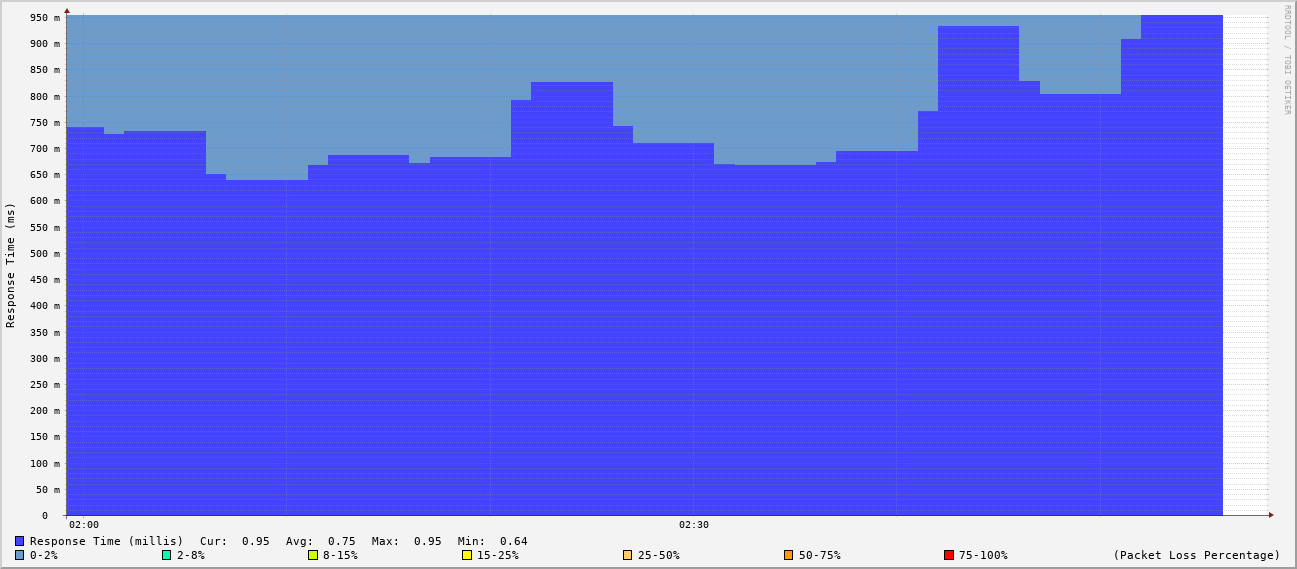 RRDTOOL / TOBI OETIKER
Response Time (ms)
950 m
900 m
850 m
800 m
750 m
700 m
650 m
600 m
550 m
500 m
450 m
400 m
350 m
300 m
250 m
200 m
150 m
100 m
50 m
0
02:00 02:30
Response Time (millis) Cur: 0.95 Avg: 0.75 Max: 0.95 Min: 0.64
0-2% 2-8% 8-15% 15-25% 25-50% 50-75% 75-100% (Packet Loss Percentage)